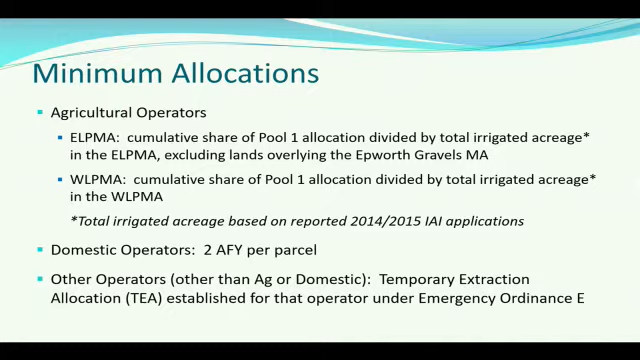 Minimum Allocations
Agricultural Operators
ELPMA: cumulative share of Pool 1 allocation divided by total irrigated acreage*
in the ELPMA, excluding lands overlying the Epworth Gravels MA
WLPMA: cumulative share of Pool 1 allocation divided by total irrigated acreage*
in the WLPMA
*Total irrigated acreage based on reported 2014/2015 IAI applications
Domestic Operators: 2 AFY per parcel
Other Operators (other than Ag or Domestic): Temporary Extraction
Allocation (TEA) established for that operator under Emergency Ordinance E